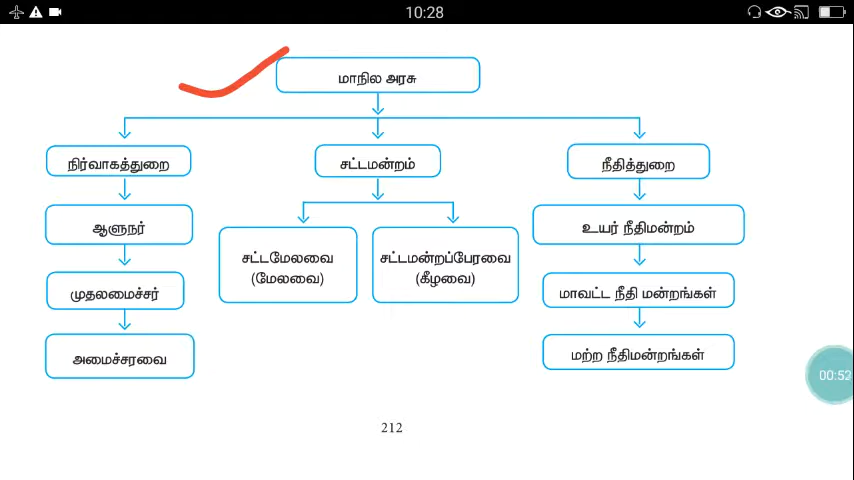 10:28
மாநில அரசு
நிர்வாகத்துறை
சட்டமன்றம்
நீதித்துறை
ஆளுநர்
சட்டமேலவை
(மேலவை)
சட்டமன்றப்பேரவை
(கீழவை)
உயர் நீதிமன்றம்
முதலமைச்சர்
மாவட்ட நீதி மன்றங்கள்
அமைச்சரவை
மற்ற நீதிமன்றங்கள்
00:52
212